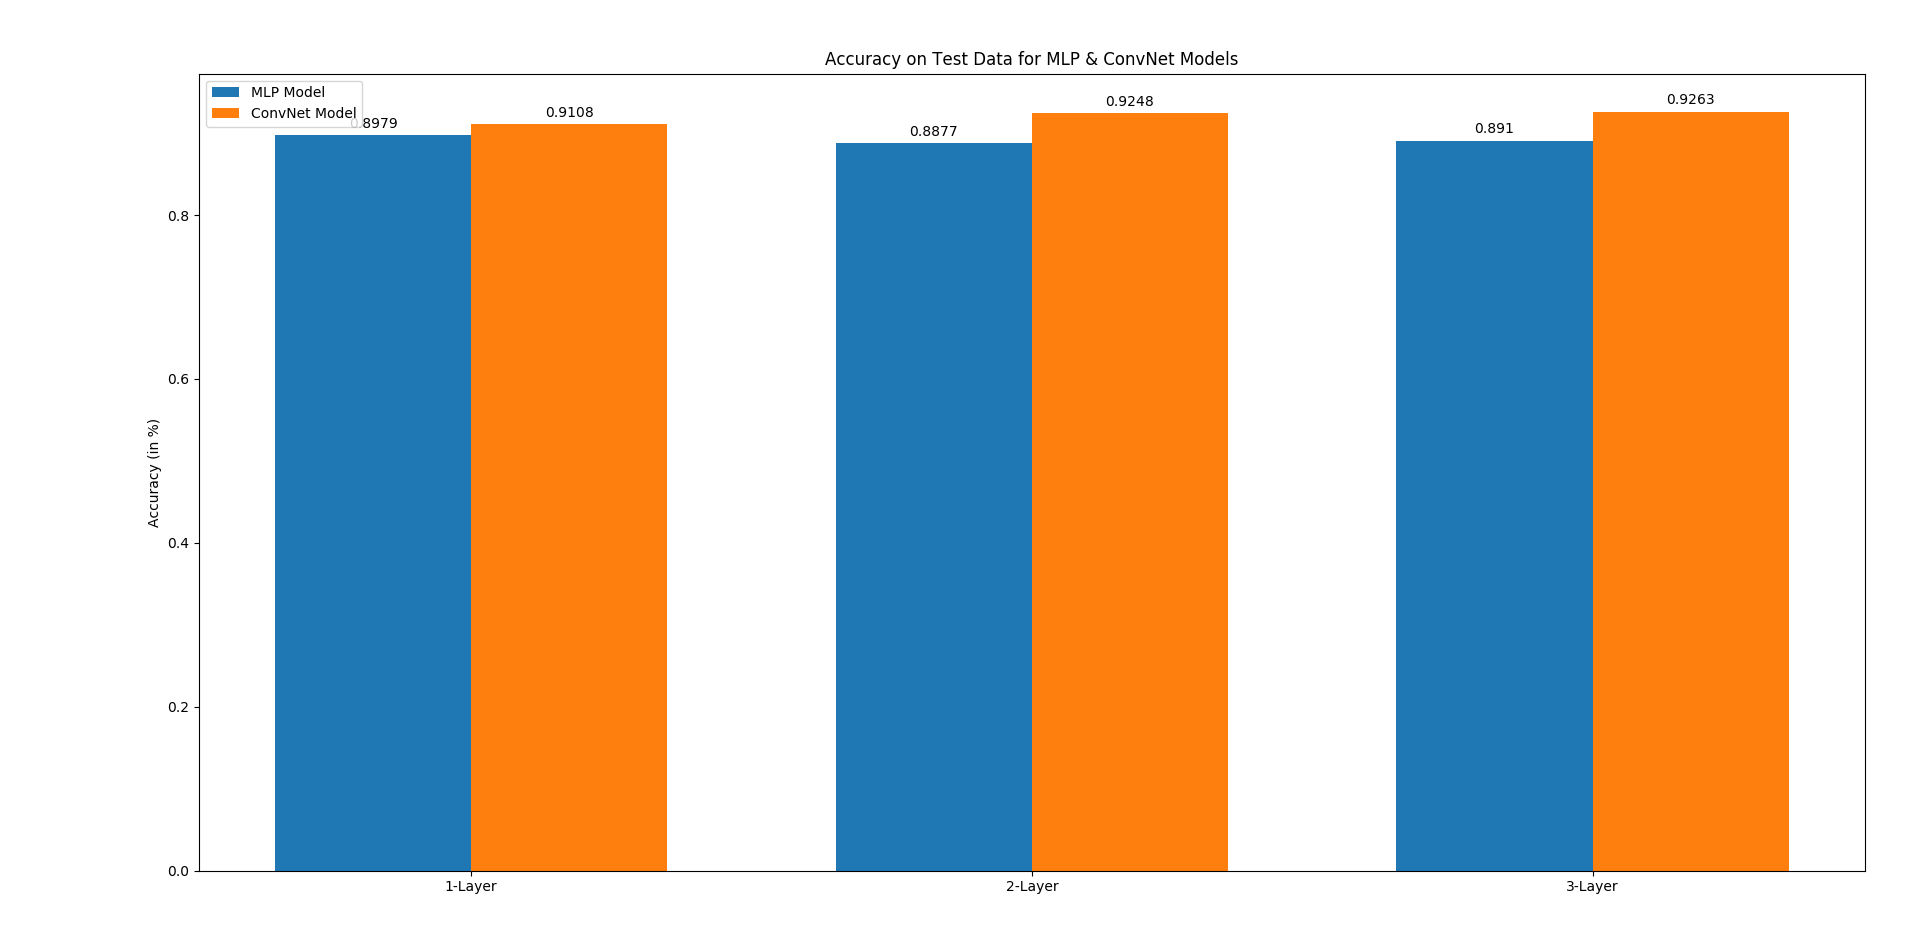 Accuracy on Test Data for MLP & ConvNet Models
MLP Model
ConvNet Model
0.8979
0.9108
0.8877
0.9248
0.891
0.9263
Accuracy (in %)
0.8
0.6
0.4
0.2
0.0
1-Layer
2-Layer
3-Layer